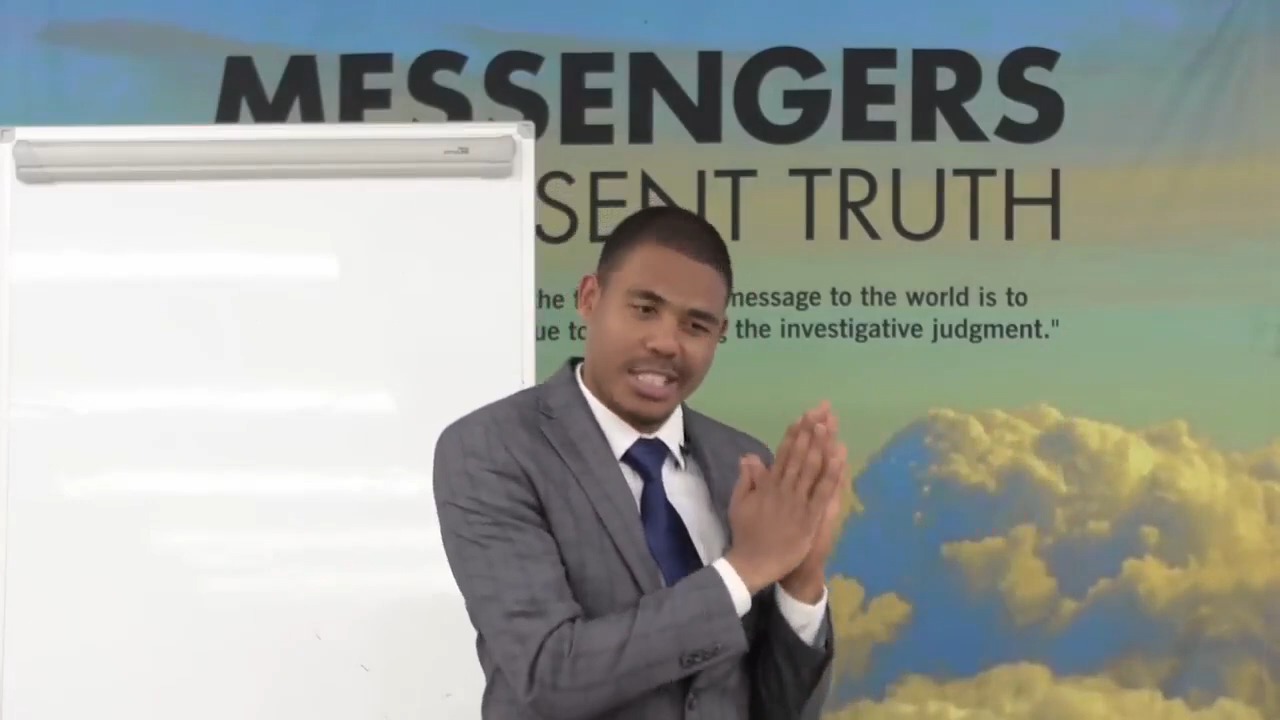 MESSENGERS
SENT TRUTH
he message to the world is to
ue to the investigative judgment."